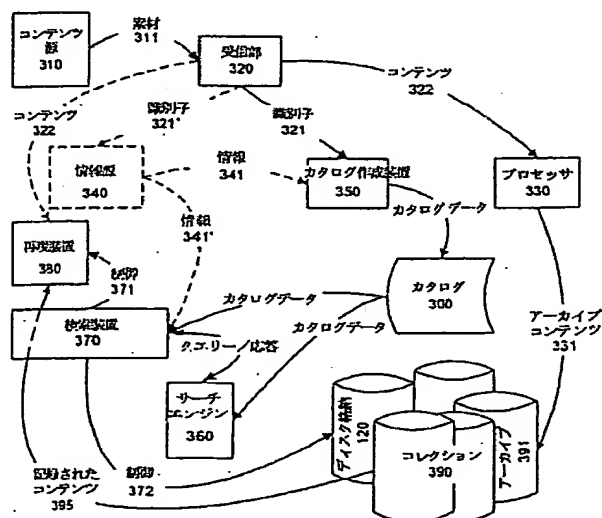 コンテンツ
源
310
素材
311
受信部
320
コンテンツ
322
コンテンツ
322
識別子
321'
識別子
321
情報源
340
情報
341
カタログ作成装置
350
プロセッサ
330
カタログデータ
情報
341'
再度装置
380
制御
371
カタログデータ
カタログ
300
カタログデータ
検索装置
370
クエリー/応答
アーカイブ
コンテンツ
331
サーチ
エンジン
360
ディスク格納
120
コレクション
390
アーカイブ
391
記録された
コンテンツ
395
制御
372